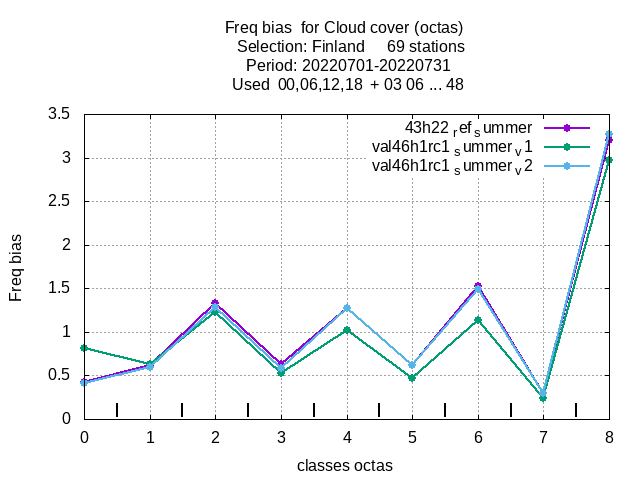 Freq bias  for Cloud cover (octas)
Selection: Finland     69 stations
Period: 20220701-20220731
Used  00,06,12,18  + 03 06 ... 48
43h22 ref summer
val46h1rc1 summer v1
val46h1rc1 summer v2
3.5
3
2.5
2
1.5
1
0.5
0
Freq bias
0 1 2 3 4 5 6 7 8
classes octas